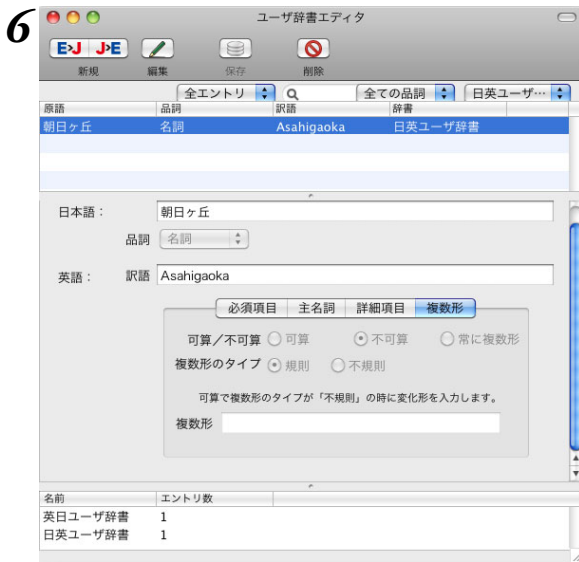 6
ユーザ辞書エディタ
E›J J›E
新規 編集 保存 削除
全エントリ 全ての品詞 日英ユーザ…
原語 品詞 訳語 辞書
朝日ヶ丘 名詞 Asahigaoka 日英ユーザ辞書
日本語： 朝日ヶ丘
品詞 名詞
英語： 訳語 Asahigaoka
必須項目 主名詞 詳細項目 複数形
可算／不可算 可算 不可算 常に複数形
複数形のタイプ 規則 不規則
可算で複数形のタイプが「不規則」の時に変化形を入力します。
複数形
名前 エントリ数
英日ユーザ辞書 1
日英ユーザ辞書 1